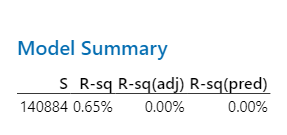 Model Summary
S R-sq R-sq(adj) R-sq(pred)
140884 0.65% 0.00% 0.00%